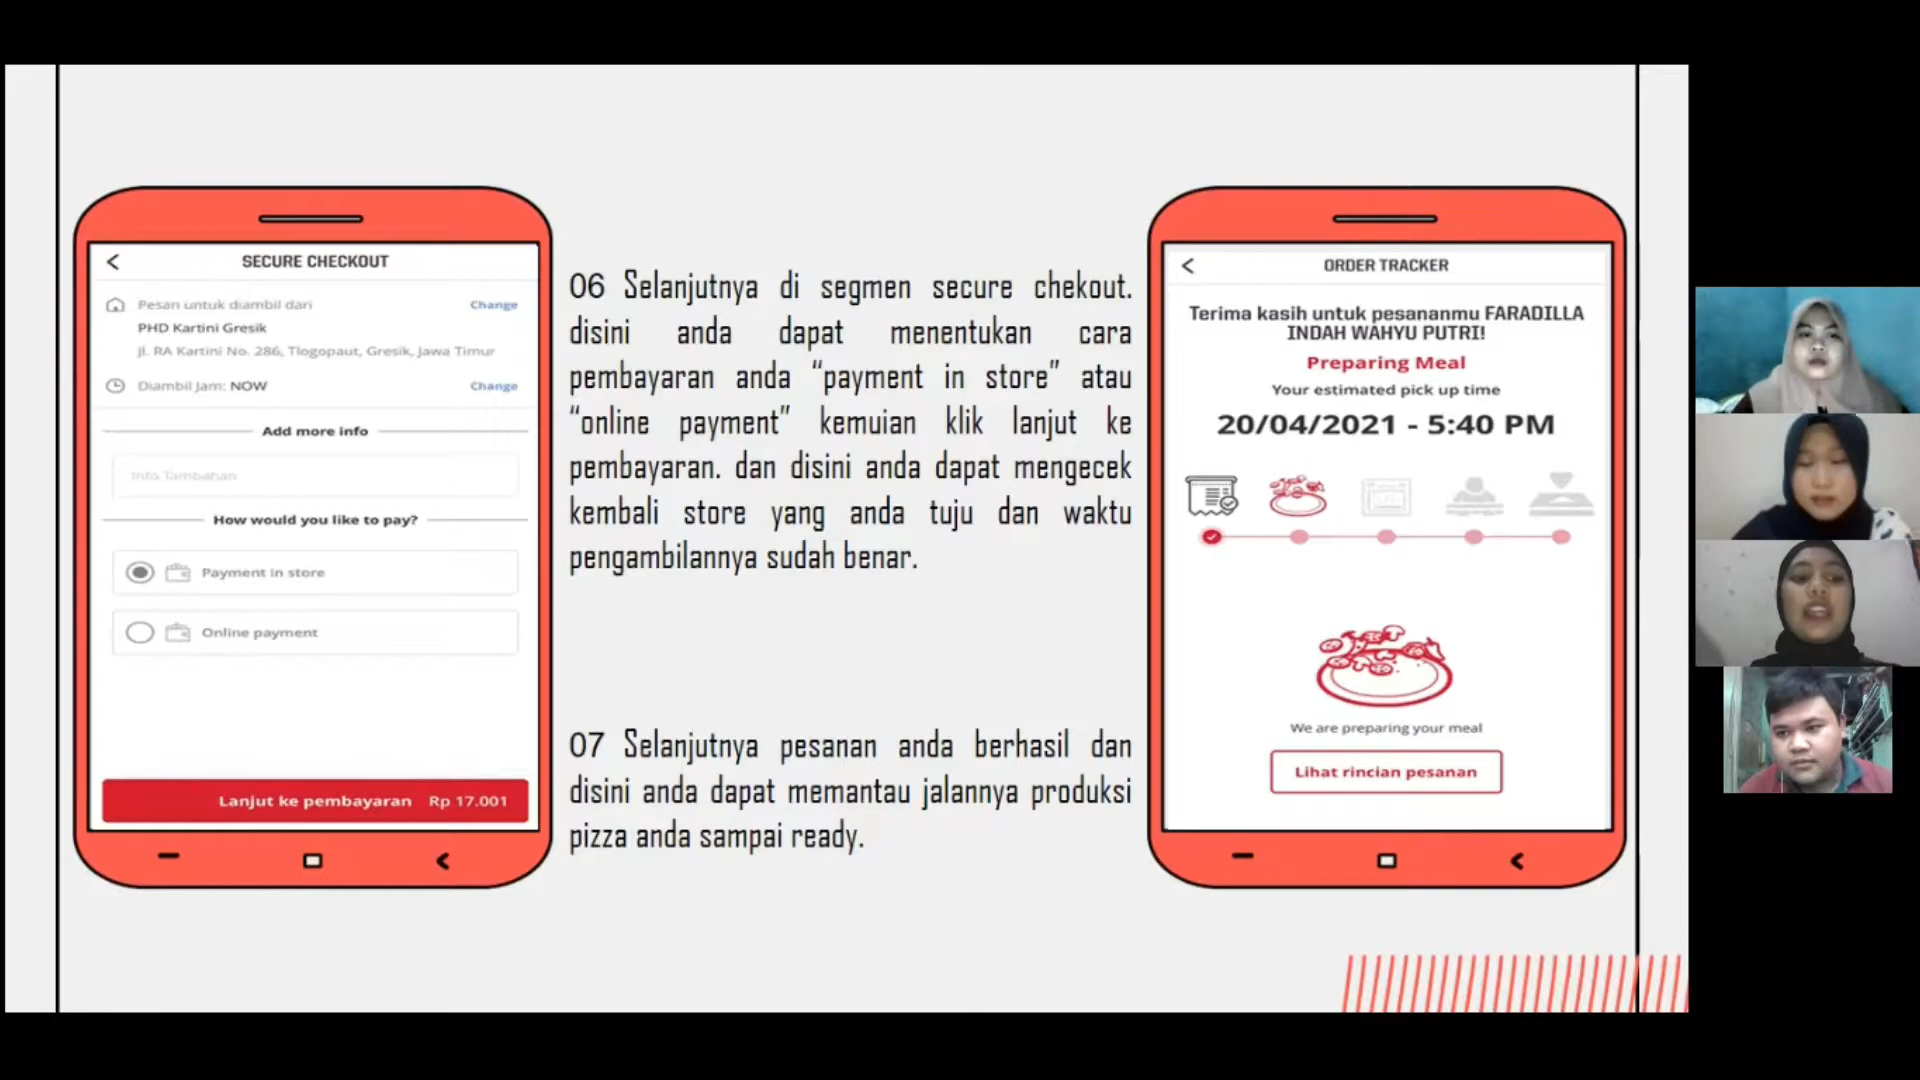 SECURE CHECKOUT
Pesan untuk diambil dari
Change
PHD Kartini Gresik
Jl. RA Kartini No. 286, Tlogopaut, Gresik, Jawa Timur
Diambil Jam: NOW
Change
Add more info
Info Tambahan
How would you like to pay?
Payment in store
Online payment
Lanjut ke pembayaran Rp 17.001
06 Selanjutnya di segmen secure chekout.
disini anda dapat menentukan cara
pembayaran anda “payment in store” atau
“online payment” kemuian klik lanjut ke
pembayaran. dan disini anda dapat mengecek
kembali store yang anda tuju dan waktu
pengambilannya sudah benar.
07 Selanjutnya pesanan anda berhasil dan
disini anda dapat memantau jalannya produksi
pizza anda sampai ready.
ORDER TRACKER
Terima kasih untuk pesananmu FARADILLA
INDAH WAHYU PUTRI!
Preparing Meal
Your estimated pick up time
20/04/2021 - 5:40 PM
We are preparing your meal
Lihat rincian pesanan